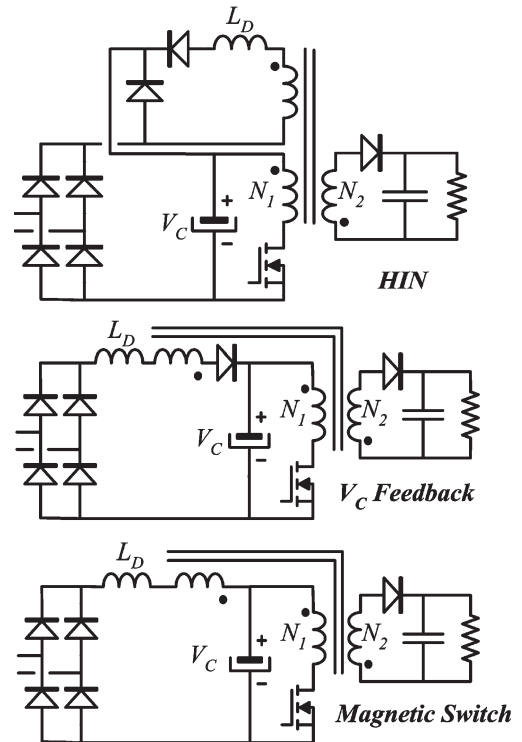 L_D
+
V_C
−
N_1
N_2
HIN
L_D
+
V_C
−
N_1
N_2
V_C Feedback
L_D
+
V_C
−
N_1
N_2
Magnetic Switch